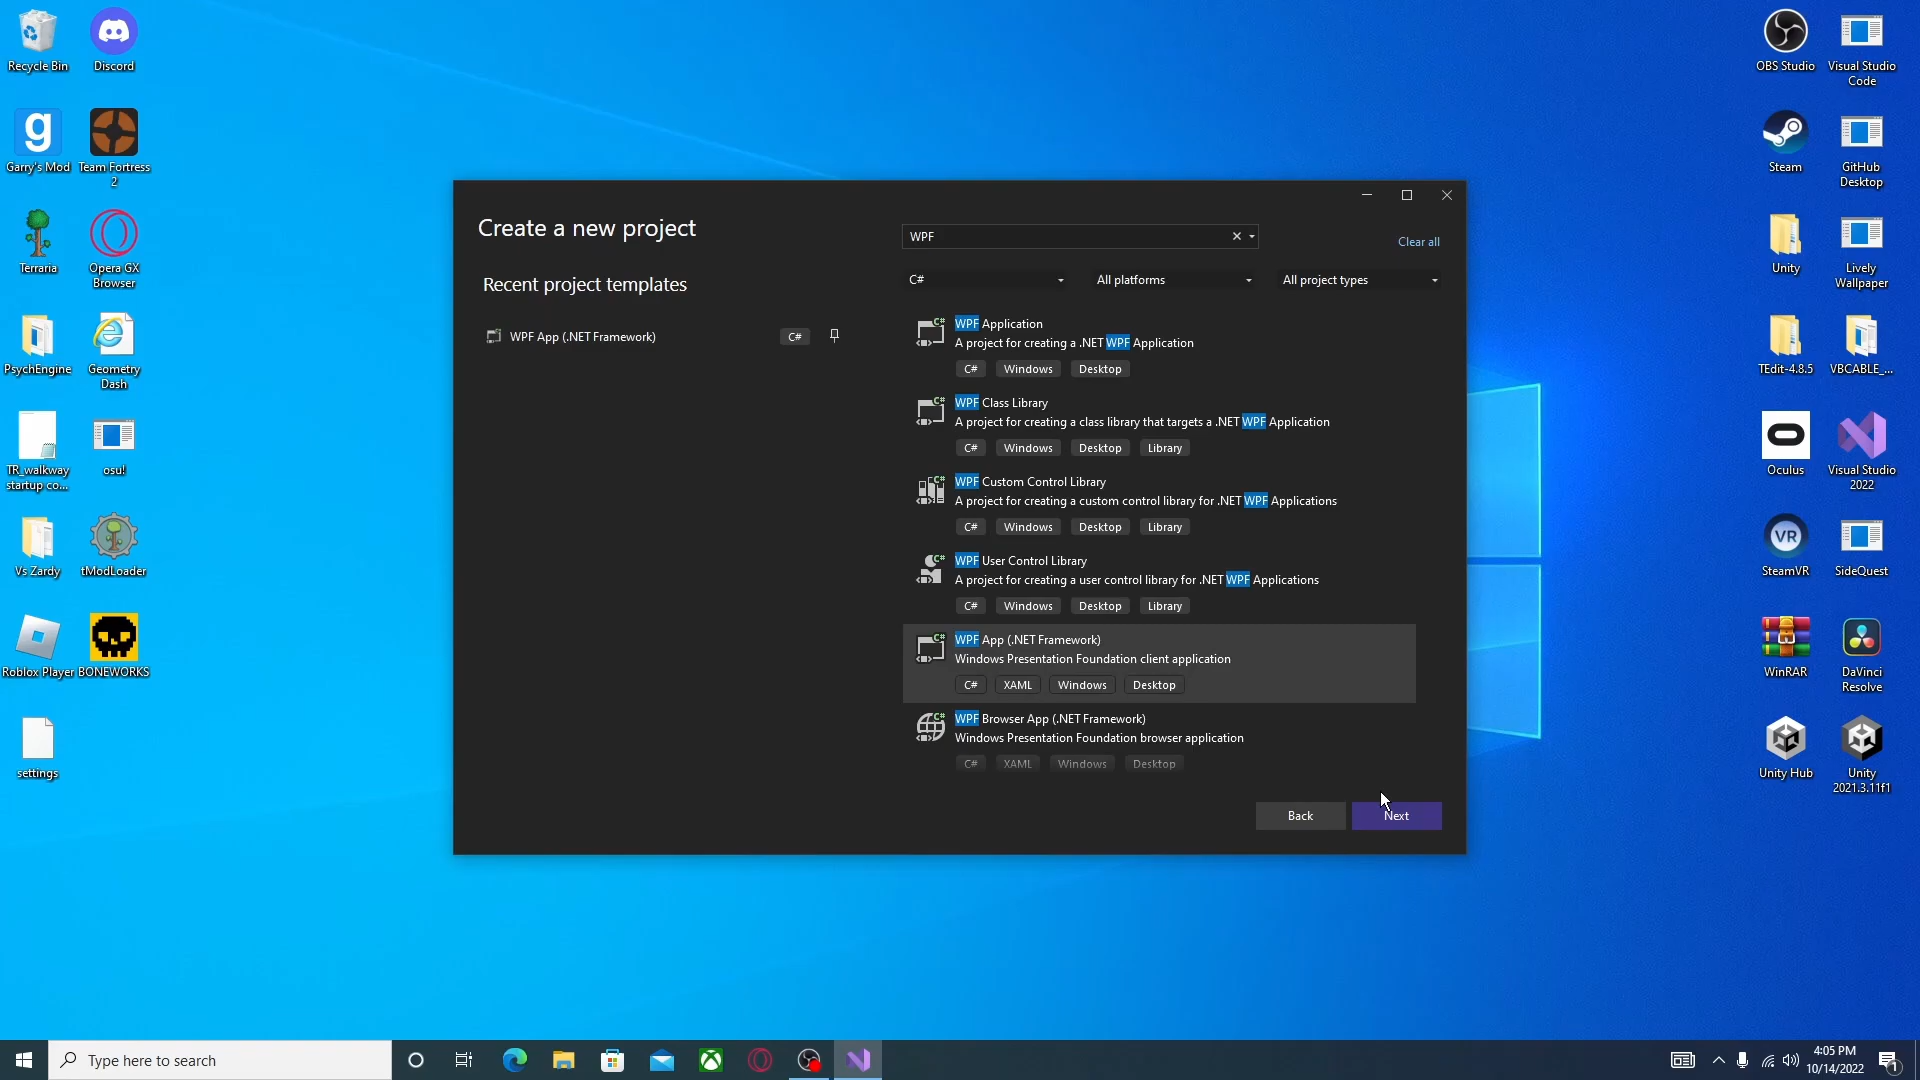 Recycle Bin
Discord
Garry's Mod
Team Fortress
2
Terraria
Opera GX
Browser
PsychEngine
Geometry
Dash
TR_walkway
startup co...
osu!
Vs Zardy
tModLoader
Roblox Player
BONEWORKS
settings
Create a new project
Recent project templates
WPF App (.NET Framework)
C#
WPF
Clear all
C#
All platforms
All project types
WPF Application
A project for creating a .NET WPF Application
C# Windows Desktop
WPF Class Library
A project for creating a class library that targets a .NET WPF Application
C# Windows Desktop Library
WPF Custom Control Library
A project for creating a custom control library for .NET WPF Applications
C# Windows Desktop Library
WPF User Control Library
A project for creating a user control library for .NET WPF Applications
C# Windows Desktop Library
WPF App (.NET Framework)
Windows Presentation Foundation client application
C# XAML Windows Desktop
WPF Browser App (.NET Framework)
Windows Presentation Foundation browser application
C# XAML Windows Desktop
Back
Next
OBS Studio
Visual Studio
Code
Steam
GitHub
Desktop
Unity
Lively
Wallpaper
TEdit-4.8.5
VBCABLE_...
Oculus
Visual Studio
2022
VR
SteamVR
SideQuest
WinRAR
DaVinci
Resolve
Unity Hub
Unity
2021.3.11f1
Type here to search
4:05 PM
10/14/2022
1